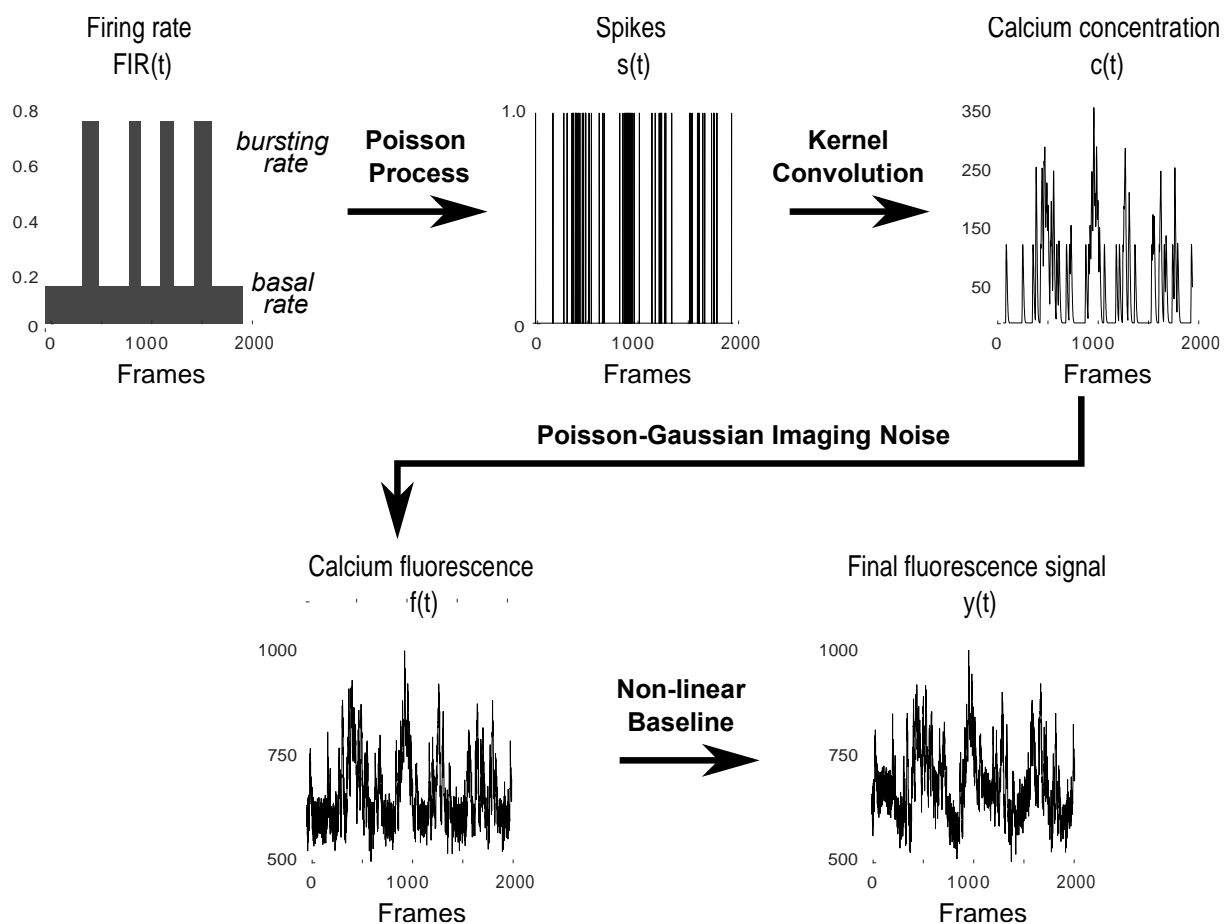 Firing rate
FIR(t)
0.8
0.6
0.4
0.2
0
bursting
rate
basal
rate
0 1000 2000
Frames
Poisson
Process
Spikes
s(t)
1.0
0
0 1000 2000
Frames
Kernel
Convolution
Calcium concentration
c(t)
350
250
150
50
0 1000 2000
Frames
Poisson-Gaussian Imaging Noise
Calcium fluorescence
f(t)
1000
750
500
0 1000 2000
Frames
Non-linear
Baseline
Final fluorescence signal
y(t)
1000
750
500
0 1000 2000
Frames